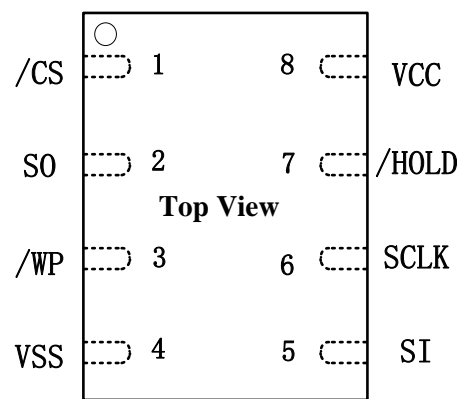 /CS 1 8 VCC
SO 2 7 /HOLD
Top View
/WP 3 6 SCLK
VSS 4 5 SI